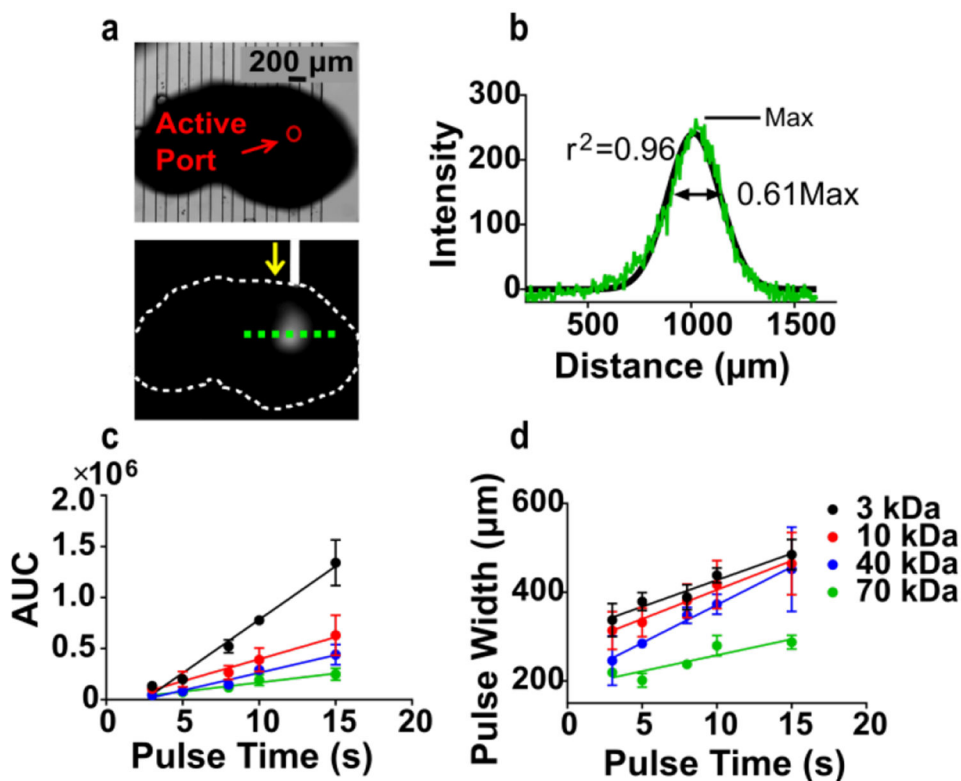 a
200 µm
Active
Port
b
300
200
100
0
Intensity
r²=0.96
Max
0.61Max
500
1000
1500
Distance (µm)
c
×10⁶
2.0
1.5
1.0
0.5
0
AUC
0
5
10
15
20
Pulse Time (s)
d
600
400
200
Pulse Width (µm)
0
5
10
15
20
Pulse Time (s)
3 kDa
10 kDa
40 kDa
70 kDa